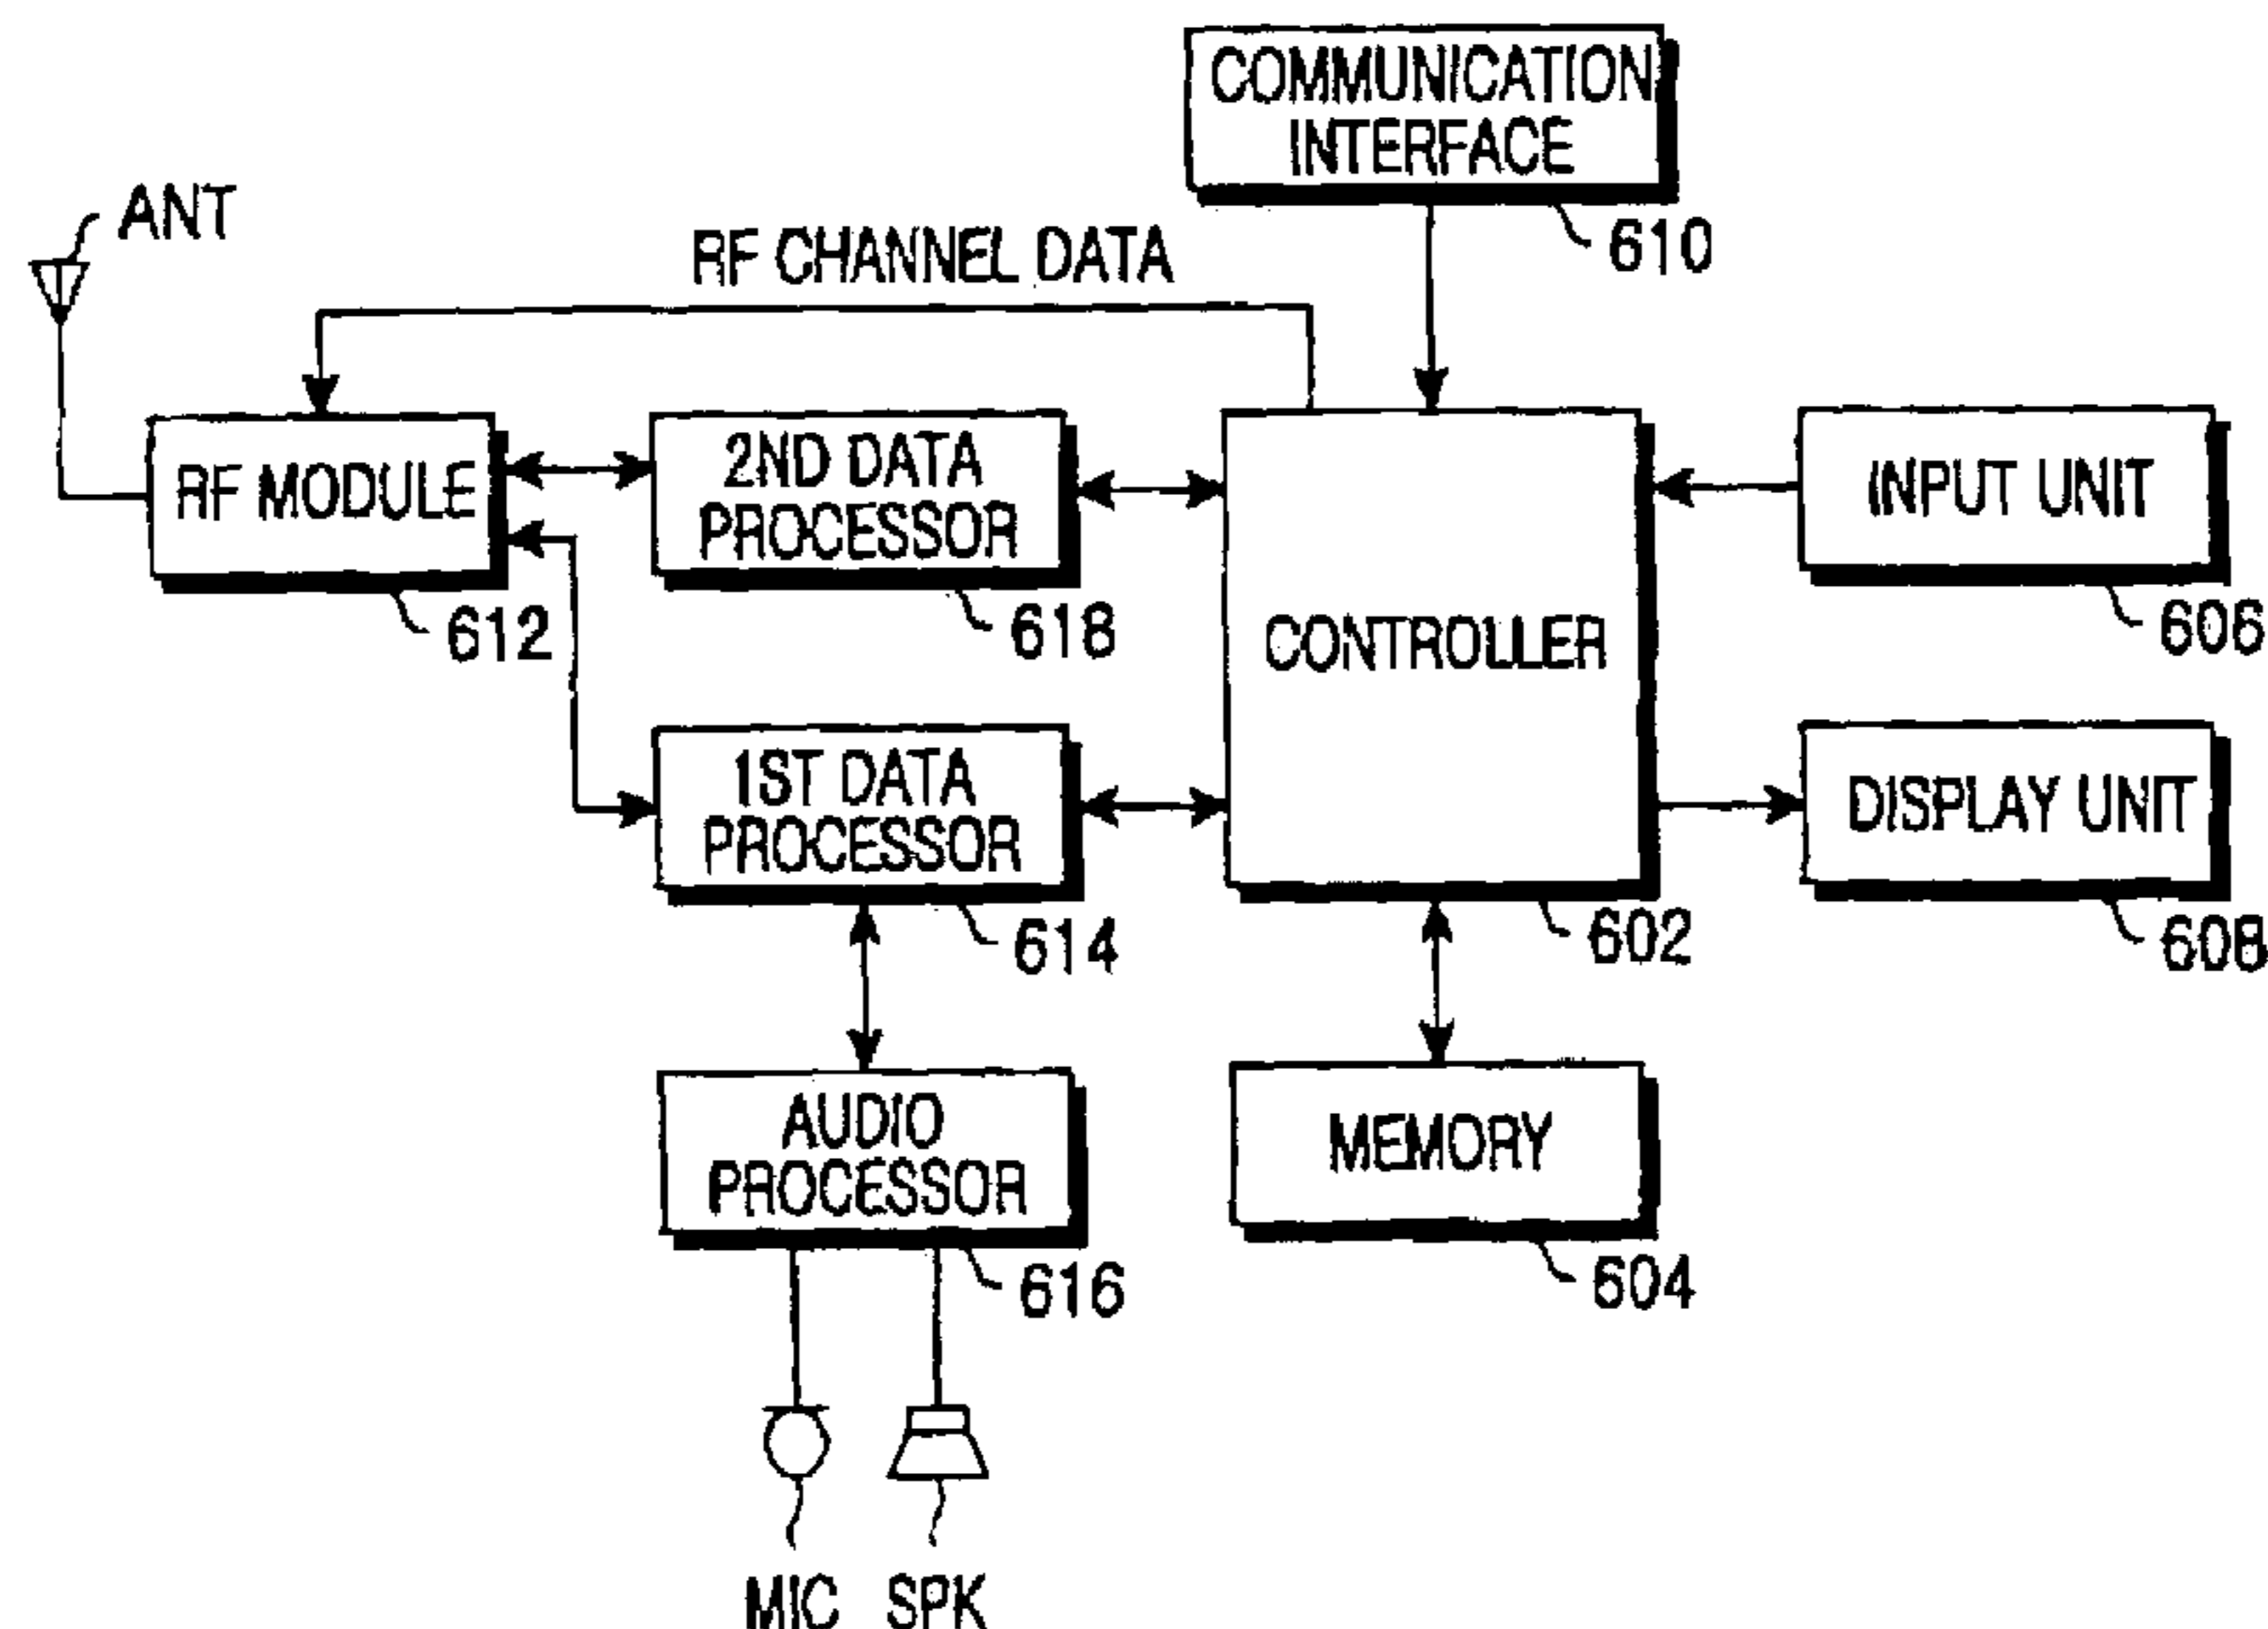 COMMUNICATION
INTERFACE
610
ANT
RF CHANNEL DATA
RF MODULE
612
2ND DATA
PROCESSOR
618
CONTROLLER
602
INPUT UNIT
606
1ST DATA
PROCESSOR
614
DISPLAY UNIT
608
AUDIO
PROCESSOR
616
MEMORY
604
MIC
SPK